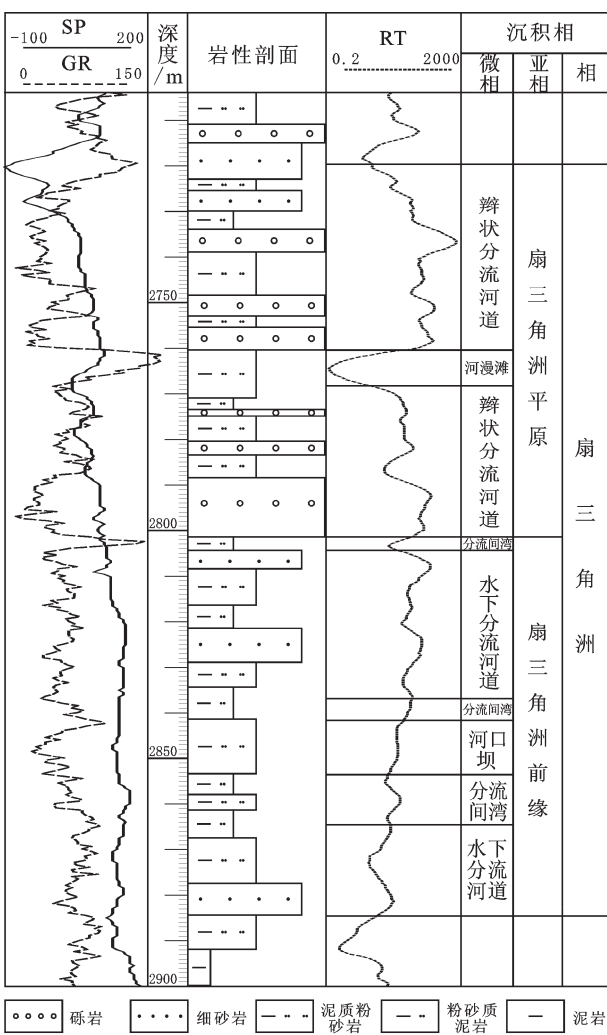 SP
-100 200
GR
0 150
深度/m
岩性剖面
RT
0.2 2000
沉积相
微相
亚相
相
2750
2800
2850
2900
辫状分流河道
河漫滩
辫状分流河道
分流间湾
水下分流河道
分流间湾
河口坝
分流间湾
水下分流河道
扇三角洲平原
扇三角洲前缘
扇三角洲
砾岩
细砂岩
泥质粉砂岩
粉砂质泥岩
泥岩